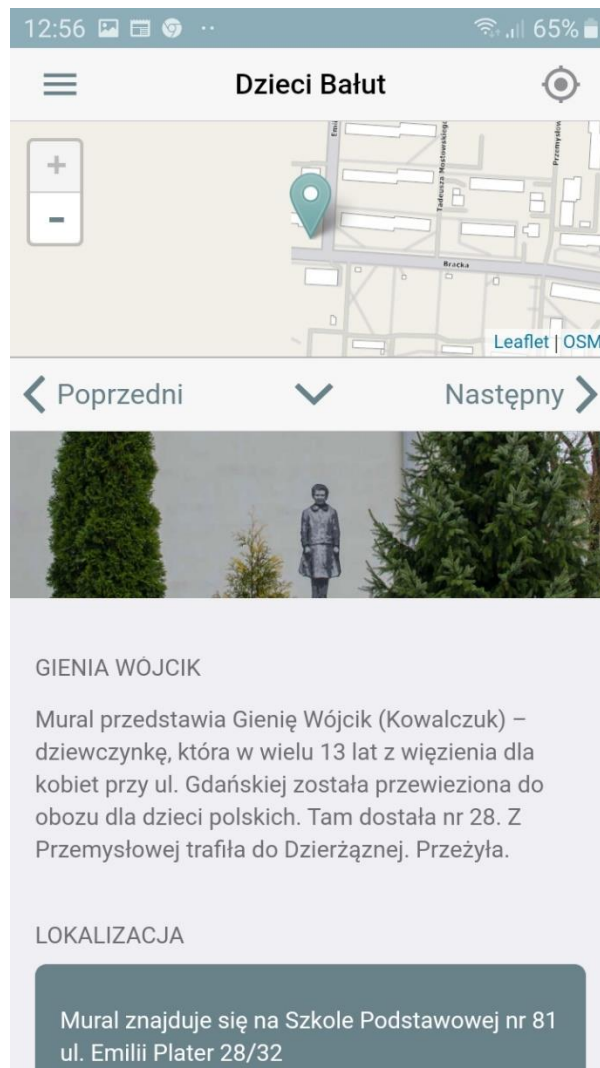 12:56 65%
Dzieci Bałut
+
-
Tadeusza Mostowskiego
Bracka
Leaflet | OSM
Poprzedni Następny
GIENIA WÓJCIK
Mural przedstawia Gienię Wójcik (Kowalczuk) –
dziewczynkę, która w wielu 13 lat z więzienia dla
kobiet przy ul. Gdańskiej została przewieziona do
obozu dla dzieci polskich. Tam dostała nr 28. Z
Przemysłowej trafiła do Dzierżąznej. Przeżyła.
LOKALIZACJA
Mural znajduje się na Szkole Podstawowej nr 81
ul. Emilii Plater 28/32